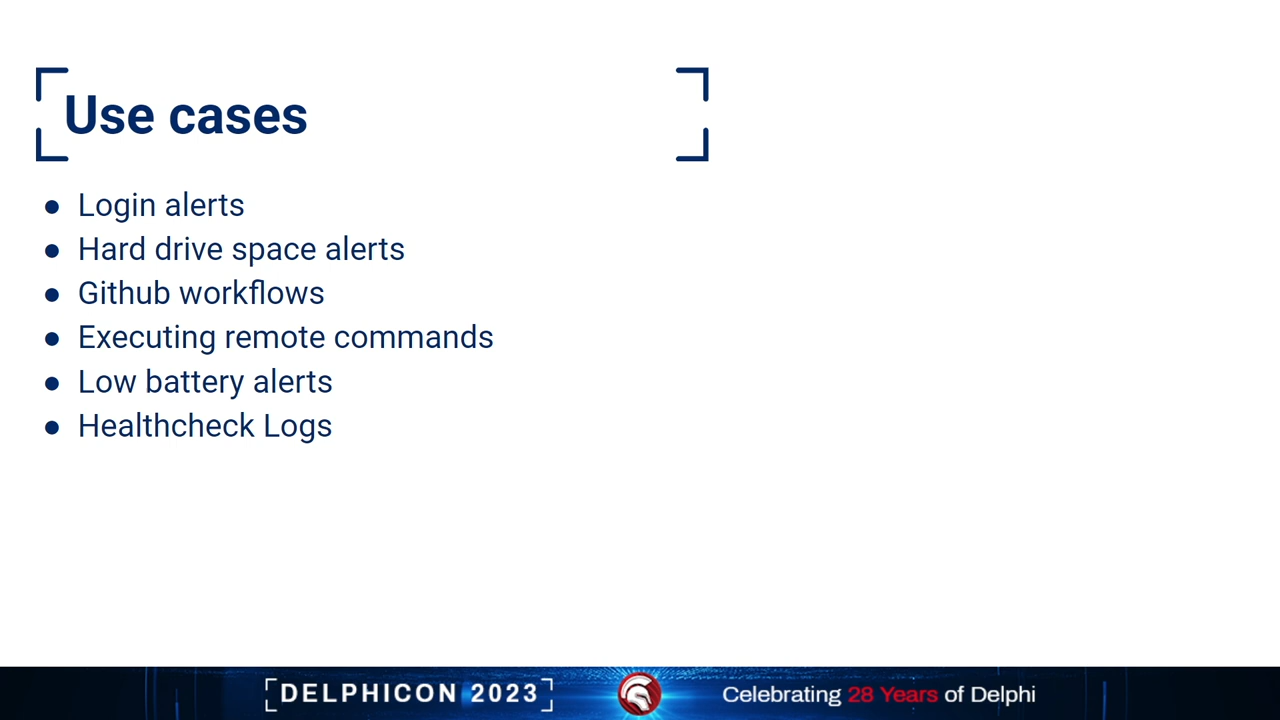 Use cases
● Login alerts
● Hard drive space alerts
● Github workflows
● Executing remote commands
● Low battery alerts
● Healthcheck Logs
DELPHICON 2023
Celebrating 28 Years of Delphi